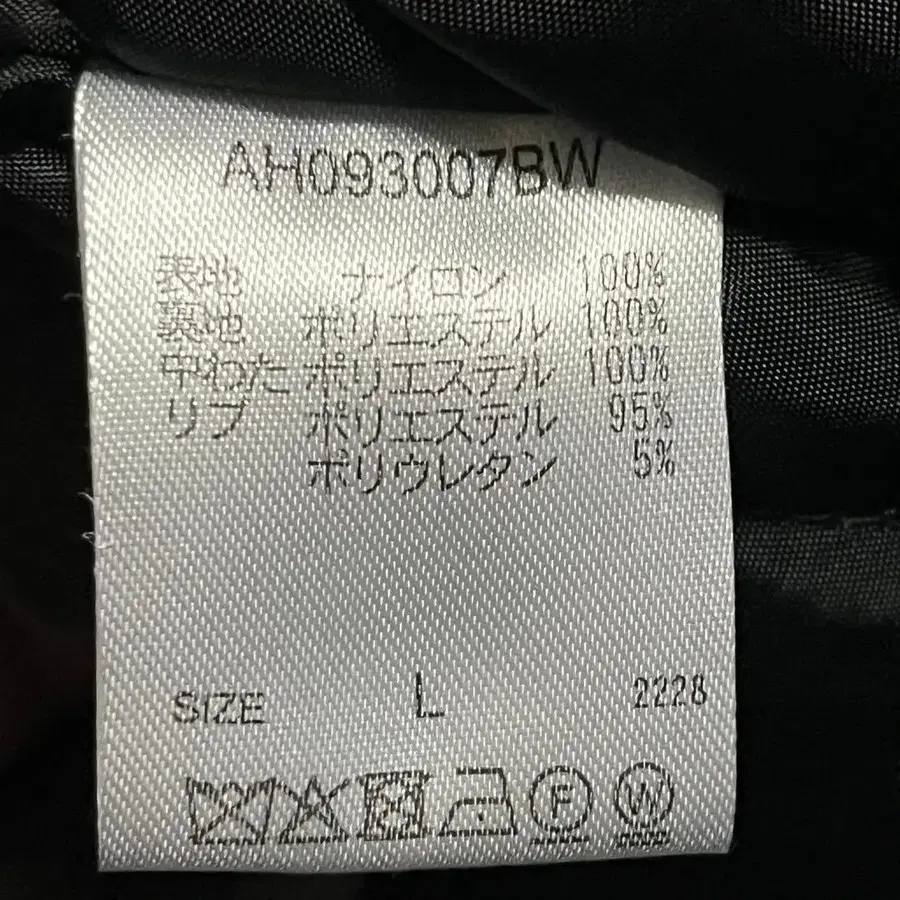 AH093007BW
表地 ナイロン 100%
裏地 ポリエステル 100%
中わた ポリエステル 100%
リブ ポリエステル 95%
ポリウレタン 5%
SIZE L 2228
F W